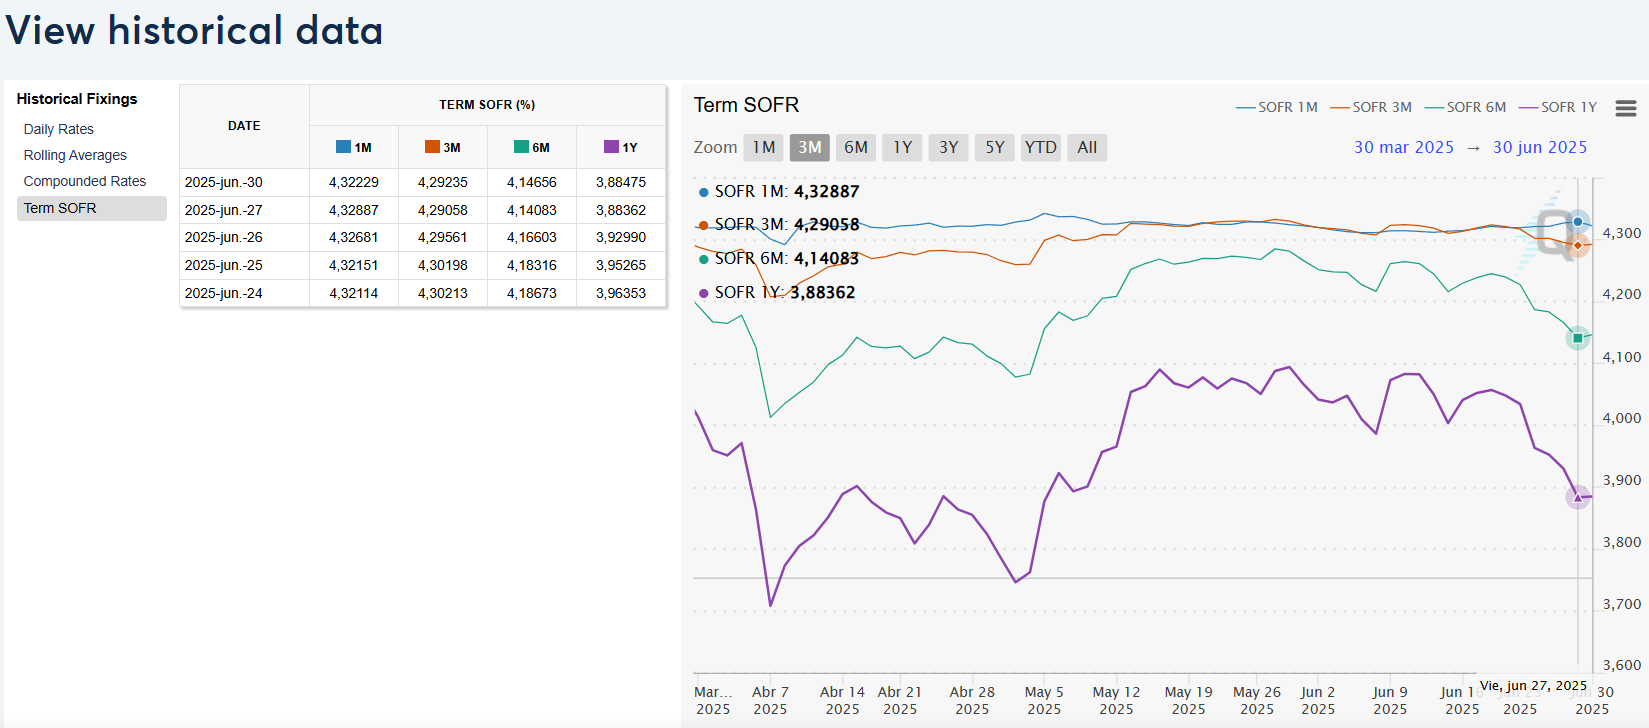 View historical data
Historical Fixings
Daily Rates
Rolling Averages
Compounded Rates
Term SOFR
DATE
TERM SOFR (%)
1M 3M 6M 1Y
2025-jun.-30 4,32229 4,29235 4,14656 3,88475
2025-jun.-27 4,32887 4,29058 4,14083 3,88362
2025-jun.-26 4,32681 4,29561 4,16603 3,92990
2025-jun.-25 4,32151 4,30198 4,18316 3,95265
2025-jun.-24 4,32114 4,30213 4,18673 3,96353
Term SOFR
SOFR 1M SOFR 3M SOFR 6M SOFR 1Y
Zoom 1M 3M 6M 1Y 3Y 5Y YTD All
30 mar 2025 → 30 jun 2025
SOFR 1M: 4,32887
SOFR 3M: 4,29058
SOFR 6M: 4,14083
SOFR 1Y: 3,88362
4,300
4,200
4,100
4,000
3,900
3,800
3,700
3,600
Vie, jun 27, 2025
Mar... Abr 7 Abr 14 Abr 21 Abr 28 May 5 May 12 May 19 May 26 Jun 2 Jun 9 Jun 16 Jun 23 Jun 30
2025 2025 2025 2025 2025 2025 2025 2025 2025 2025 2025 2025 2025